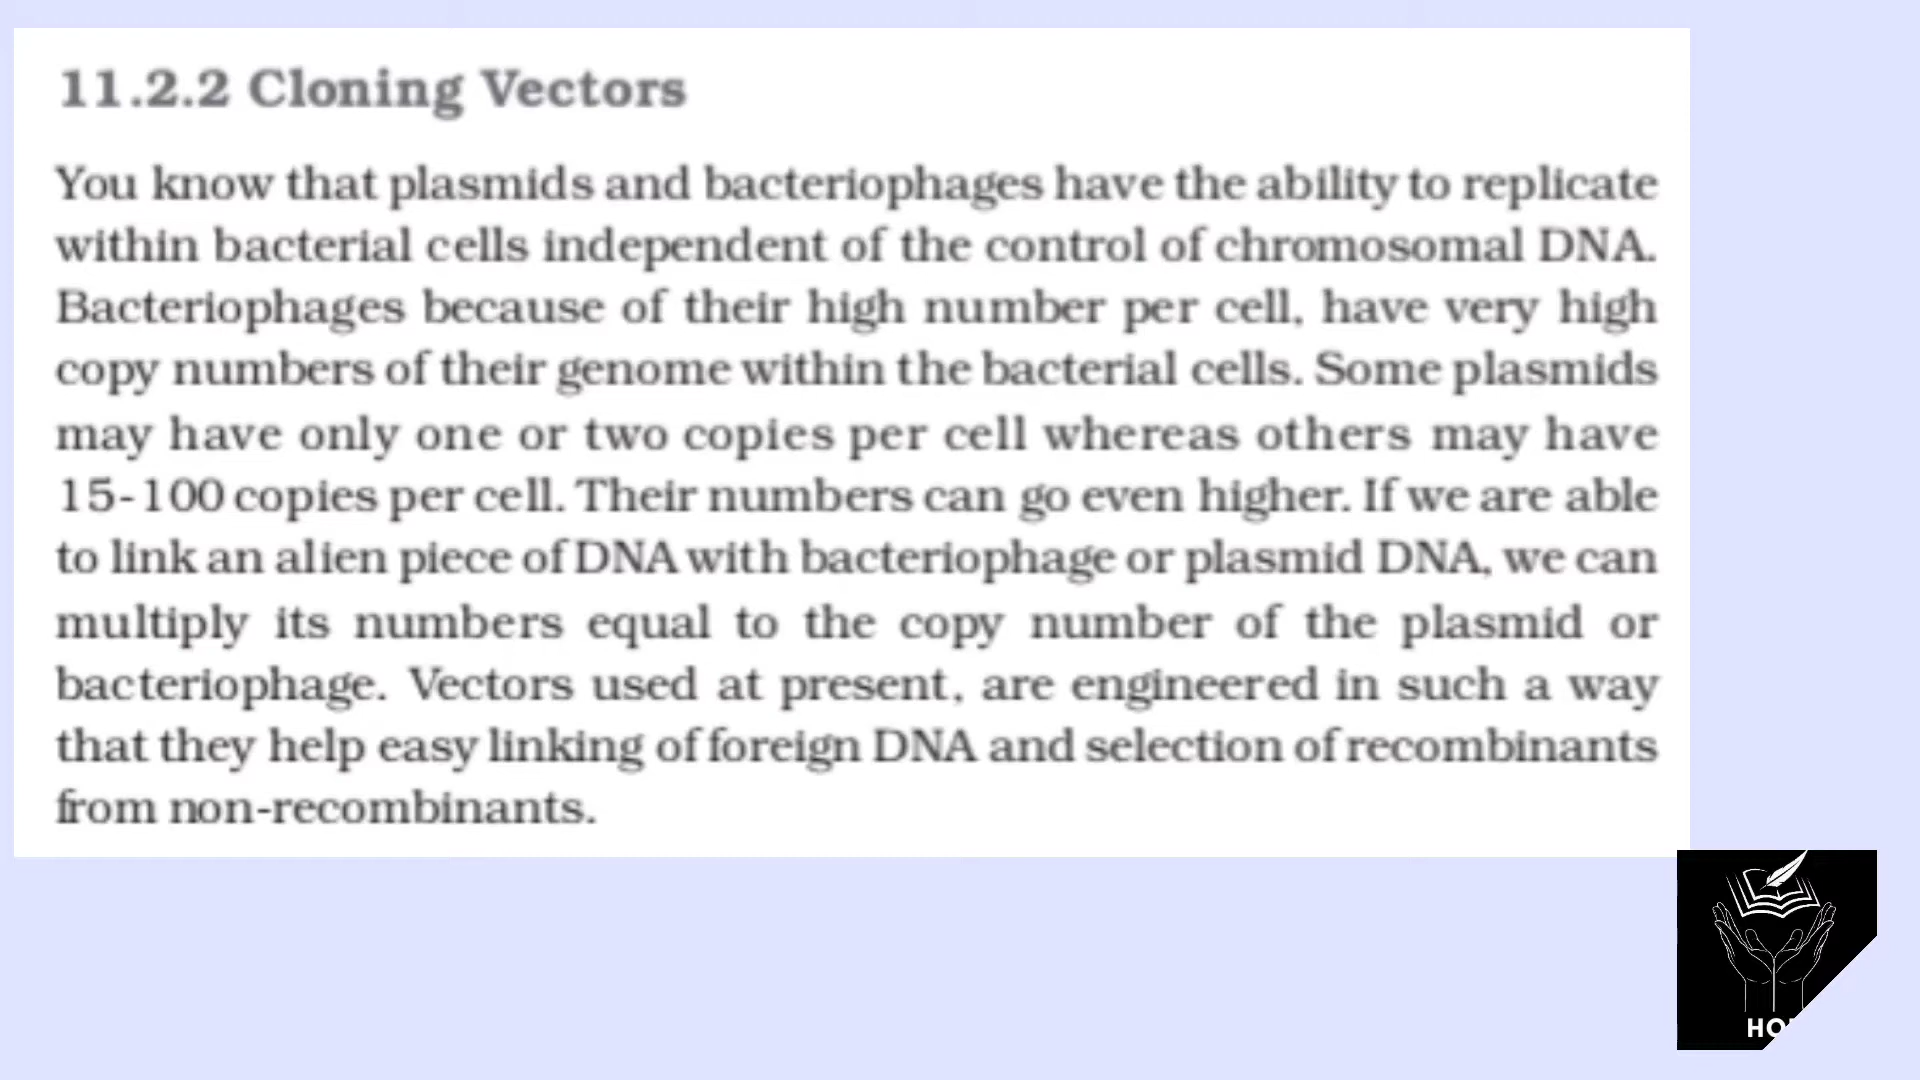 11.2.2 Cloning Vectors
You know that plasmids and bacteriophages have the ability to replicate
within bacterial cells independent of the control of chromosomal DNA.
Bacteriophages because of their high number per cell, have very high
copy numbers of their genome within the bacterial cells. Some plasmids
may have only one or two copies per cell whereas others may have
15-100 copies per cell. Their numbers can go even higher. If we are able
to link an alien piece of DNA with bacteriophage or plasmid DNA, we can
multiply its numbers equal to the copy number of the plasmid or
bacteriophage. Vectors used at present, are engineered in such a way
that they help easy linking of foreign DNA and selection of recombinants
from non-recombinants.